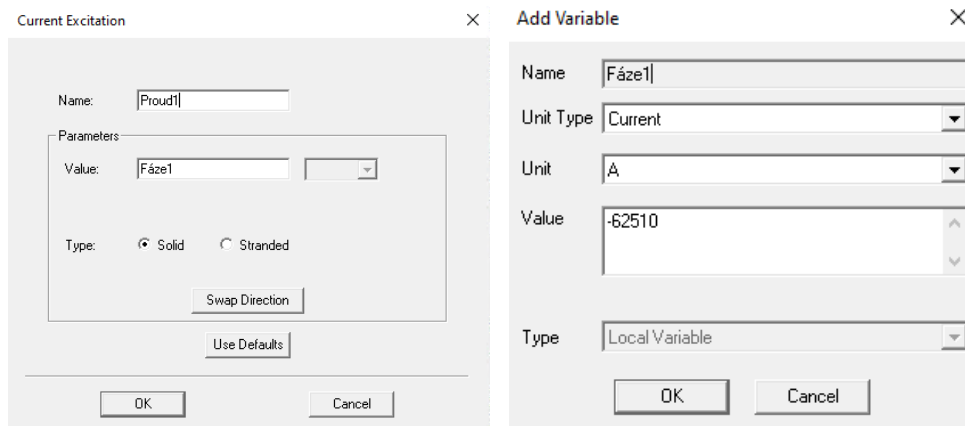 Current Excitation
Name: Proud1
Parameters
Value: Fáze1
Type: Solid Stranded
Swap Direction
Use Defaults
OK Cancel
Add Variable
Name Fáze1
Unit Type Current
Unit A
Value -62510
Type Local Variable
OK Cancel